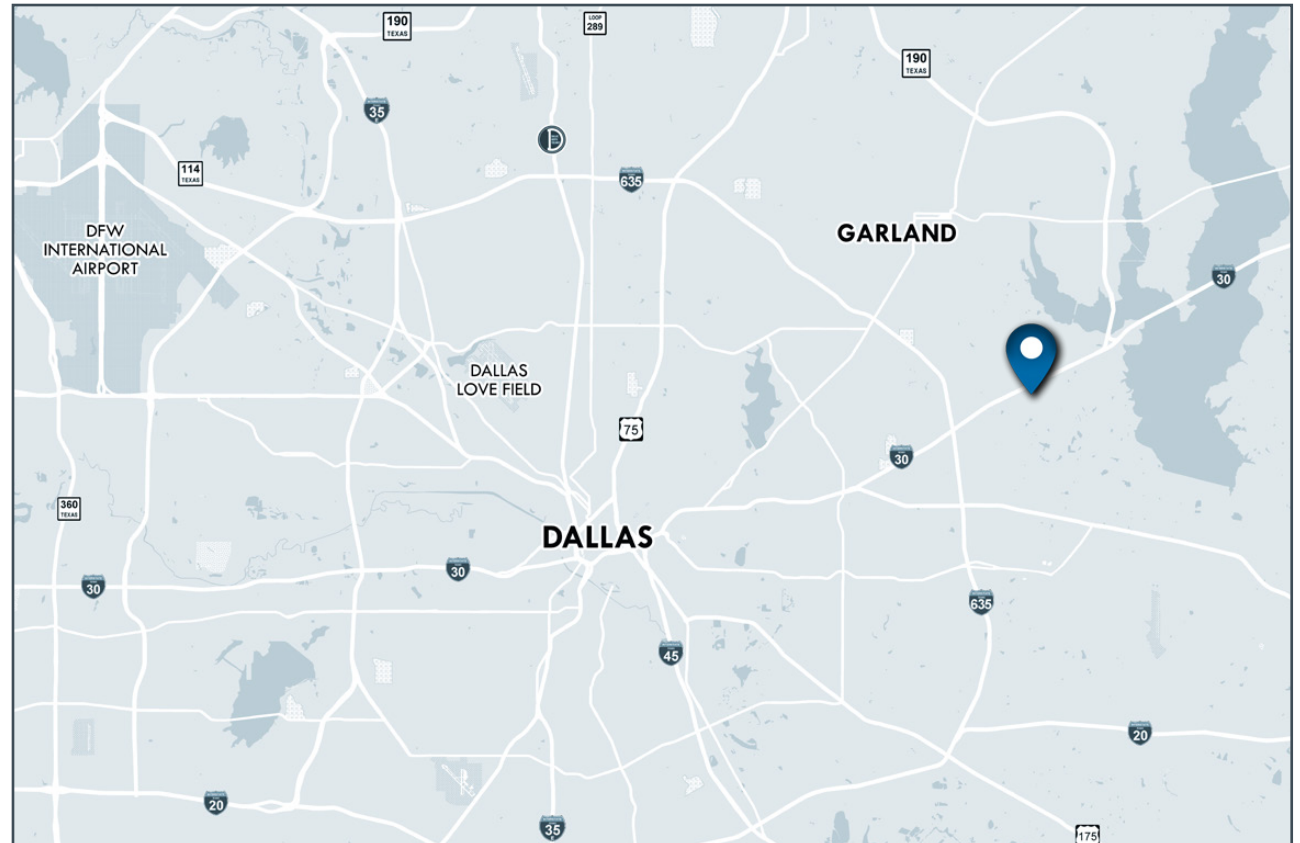 190
TEXAS
LOOP
289
190
TEXAS
35
D
114
TEXAS
635
DFW
INTERNATIONAL
AIRPORT
GARLAND
30
DALLAS
LOVE FIELD
75
30
360
TEXAS
DALLAS
30
30
635
45
20
20
35
175